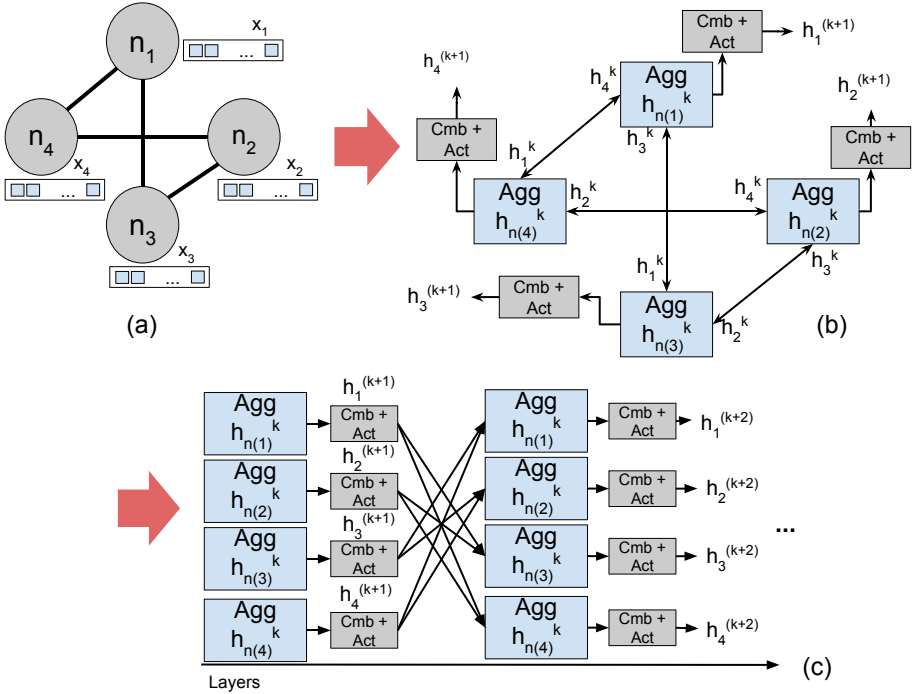 n₁
x₁
...
n₄
x₄
...
n₂
x₂
...
n₃
x₃
...
(a)
Cmb +
Act
h₁⁽ᵏ⁺¹⁾
h₄⁽ᵏ⁺¹⁾
Cmb +
Act
h₄ᵏ
Agg
hₙ₍₁₎ᵏ
h₃ᵏ
h₂⁽ᵏ⁺¹⁾
Cmb +
Act
h₁ᵏ
Agg
hₙ₍₄₎ᵏ
h₂ᵏ
h₄ᵏ
Agg
hₙ₍₂₎ᵏ
h₃ᵏ
h₁ᵏ
h₃⁽ᵏ⁺¹⁾
Cmb +
Act
Agg
hₙ₍₃₎ᵏ
h₂ᵏ
(b)
Agg
hₙ₍₁₎ᵏ
h₁⁽ᵏ⁺¹⁾
Cmb +
Act
Agg
hₙ₍₁₎ᵏ
Cmb +
Act
h₁⁽ᵏ⁺²⁾
Agg
hₙ₍₂₎ᵏ
h₂⁽ᵏ⁺¹⁾
Cmb +
Act
Agg
hₙ₍₂₎ᵏ
Cmb +
Act
h₂⁽ᵏ⁺²⁾
...
Agg
hₙ₍₃₎ᵏ
h₃⁽ᵏ⁺¹⁾
Cmb +
Act
Agg
hₙ₍₃₎ᵏ
Cmb +
Act
h₃⁽ᵏ⁺²⁾
Agg
hₙ₍₄₎ᵏ
h₄⁽ᵏ⁺¹⁾
Cmb +
Act
Agg
hₙ₍₄₎ᵏ
Cmb +
Act
h₄⁽ᵏ⁺²⁾
Layers
(c)